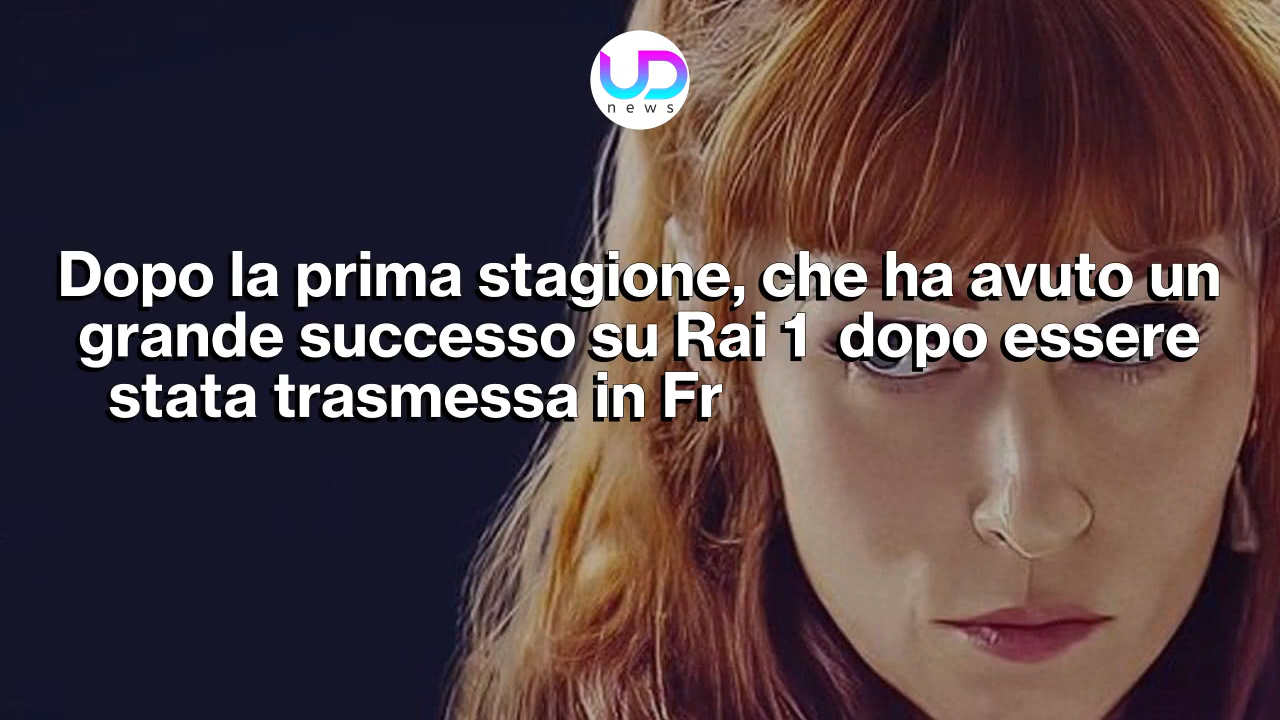 UD
news
Dopo la prima stagione, che ha avuto un
grande successo su Rai 1 dopo essere
stata trasmessa in Fr